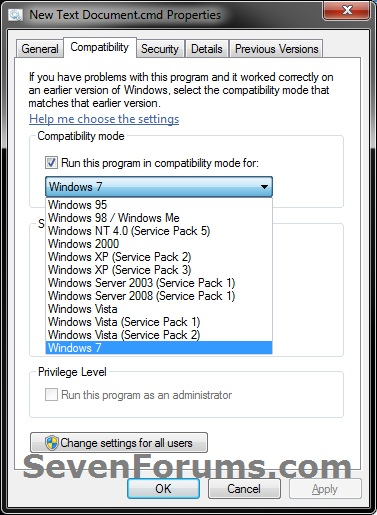 New Text Document.cmd Properties
General Compatibility Security Details Previous Versions
If you have problems with this program and it worked correctly on
an earlier version of Windows, select the compatibility mode that
matches that earlier version.
Help me choose the settings
Compatibility mode
Run this program in compatibility mode for:
Windows 7
Windows 95
Windows 98 / Windows Me
Windows NT 4.0 (Service Pack 5)
Windows 2000
Windows XP (Service Pack 2)
Windows XP (Service Pack 3)
Windows Server 2003 (Service Pack 1)
Windows Server 2008 (Service Pack 1)
Windows Vista
Windows Vista (Service Pack 1)
Windows Vista (Service Pack 2)
Windows 7
Privilege Level
Run this program as an administrator
Change settings for all users
SevenForums.com
OK Cancel Apply